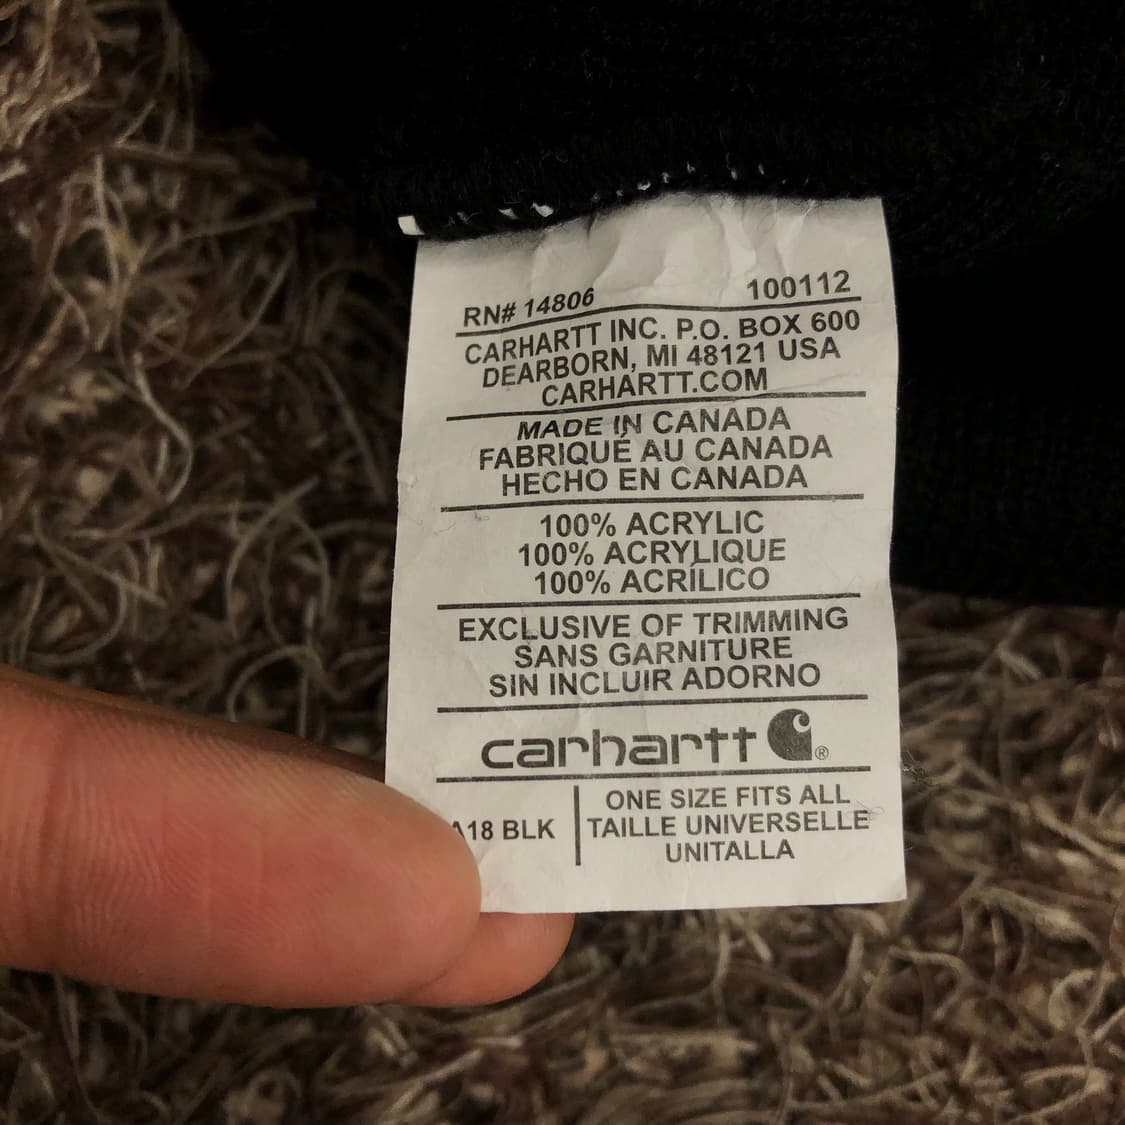 RN# 14806 100112
CARHARTT INC. P.O. BOX 600
DEARBORN, MI 48121 USA
CARHARTT.COM
MADE IN CANADA
FABRIQUÉ AU CANADA
HECHO EN CANADA
100% ACRYLIC
100% ACRYLIQUE
100% ACRÍLICO
EXCLUSIVE OF TRIMMING
SANS GARNITURE
SIN INCLUIR ADORNO
carhartt ®
ONE SIZE FITS ALL
BLK TAILLE UNIVERSELLE
UNITALLA